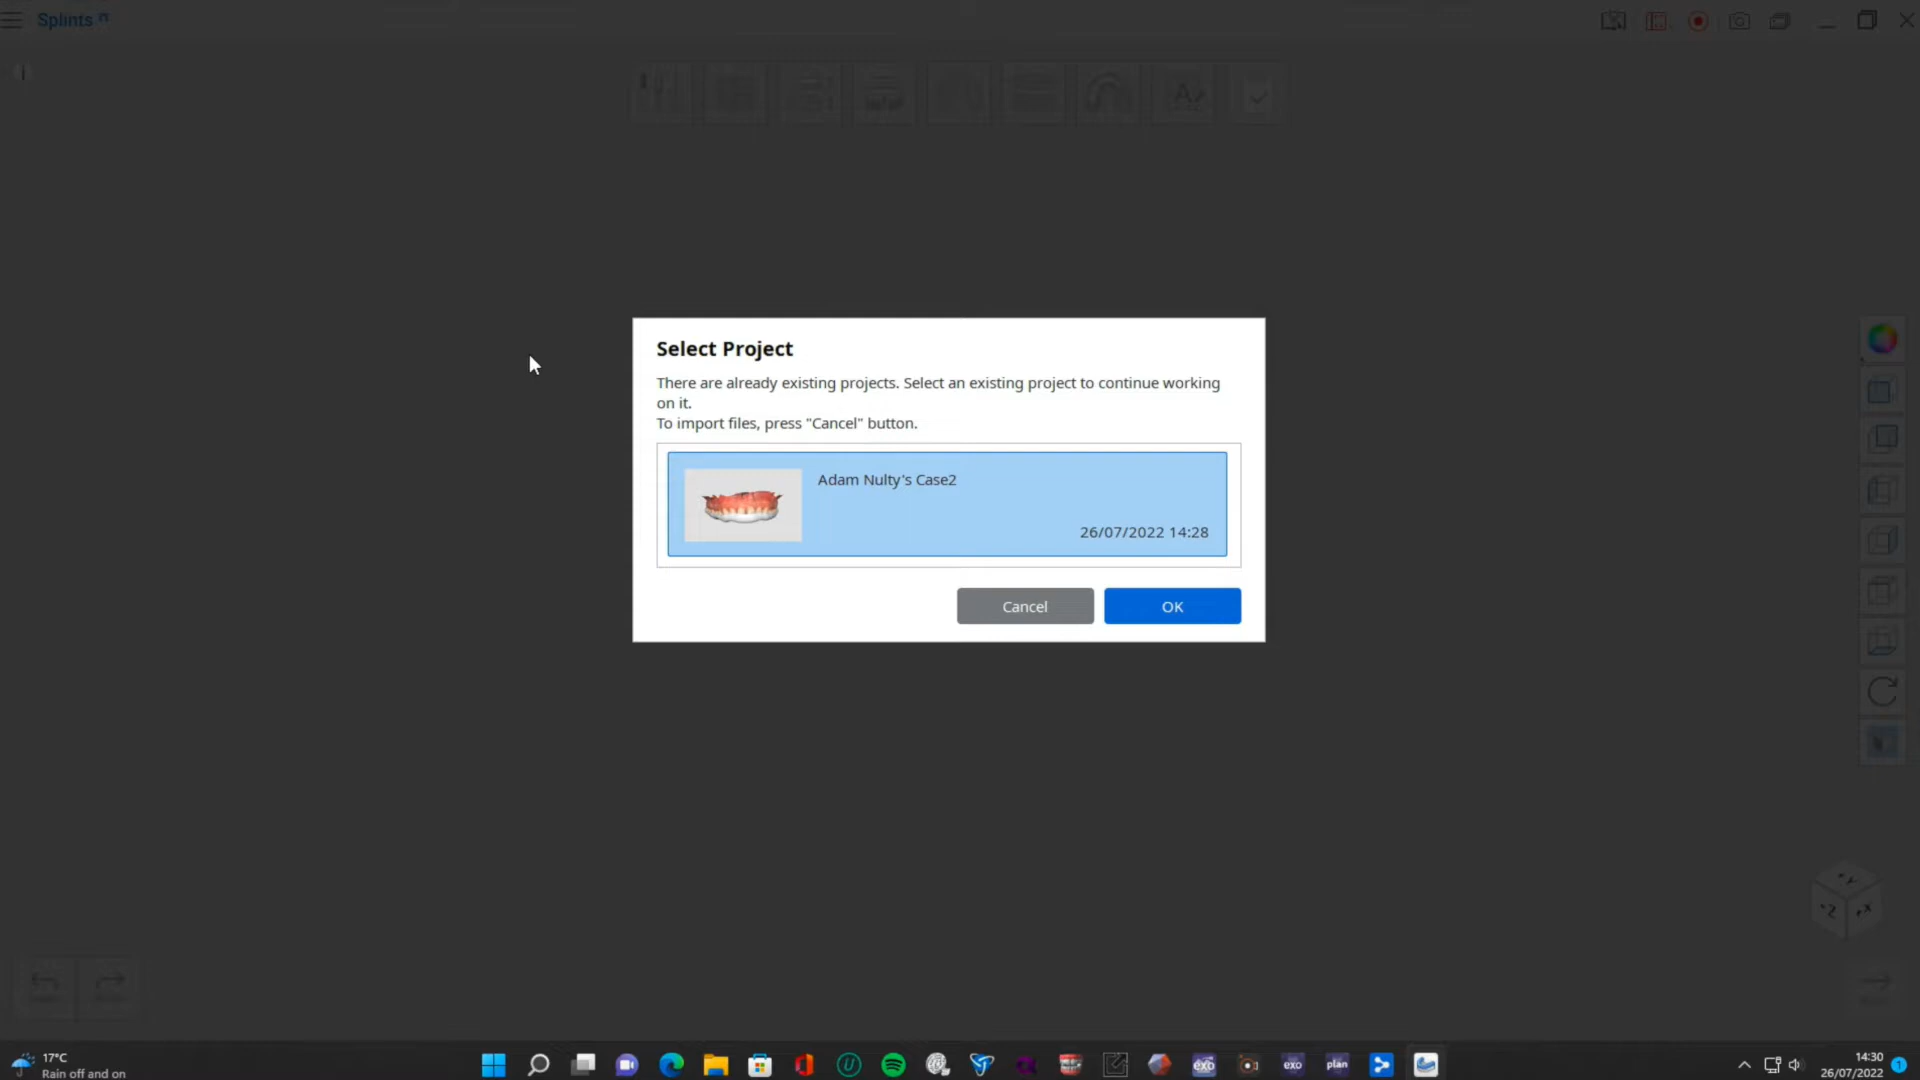 Splints
Select Project
There are already existing projects. Select an existing project to continue working
on it.
To import files, press "Cancel" button.
Adam Nulty's Case2
26/07/2022 14:28
Cancel
OK
17°C
Rain off and on
exo
exo
plan
14:30
26/07/2022
1